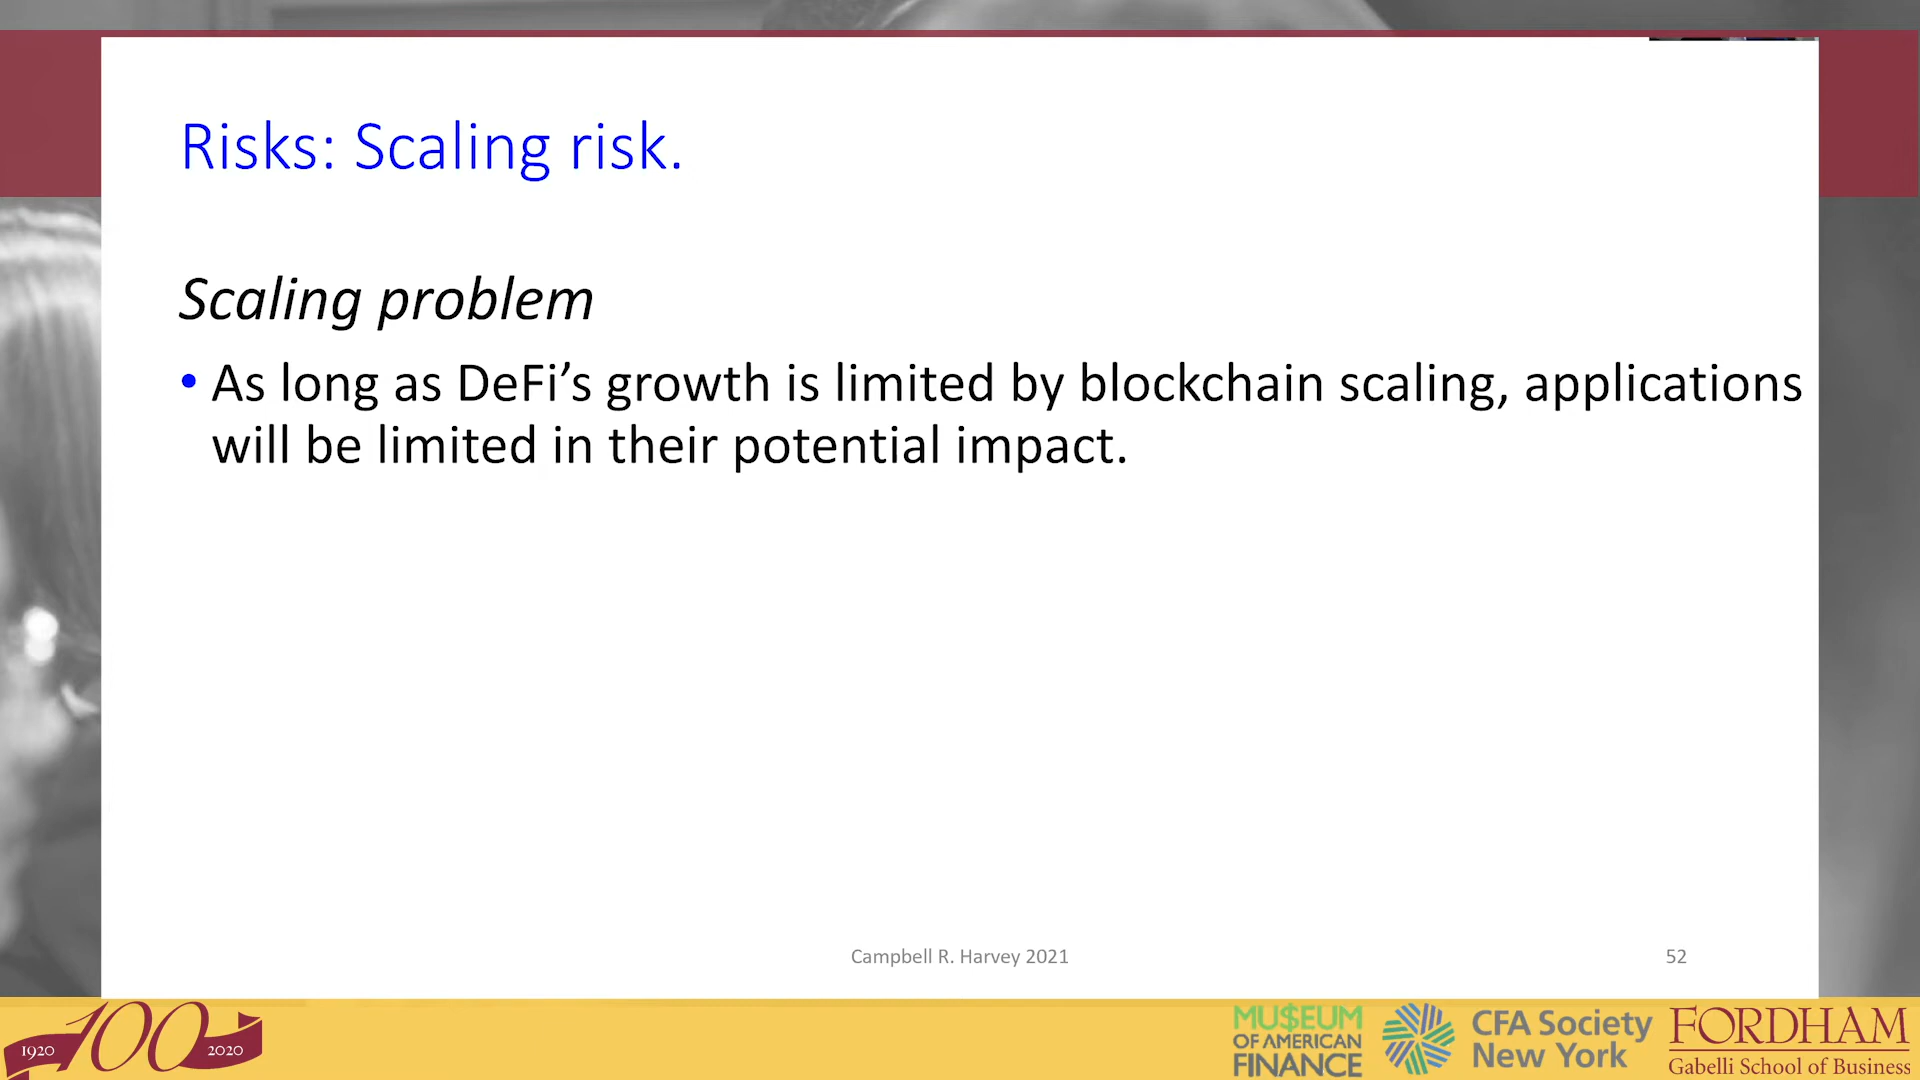 Risks: Scaling risk.
Scaling problem
• As long as DeFi’s growth is limited by blockchain scaling, applications
will be limited in their potential impact.
Campbell R. Harvey 2021
52
1920 100 2020
MU$EUM
OF AMERICAN
FINANCE
CFA Society
New York
FORDHAM
Gabelli School of Business